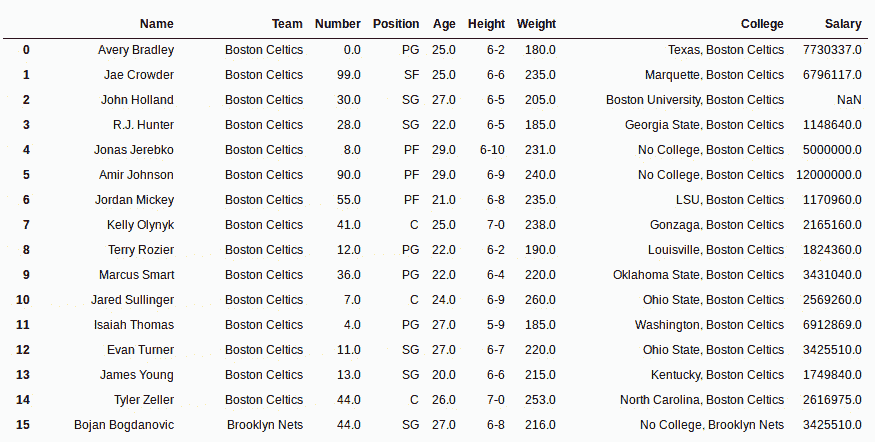 Name Team Number Position Age Height Weight College Salary
0 Avery Bradley Boston Celtics 0.0 PG 25.0 6-2 180.0 Texas, Boston Celtics 7730337.0
1 Jae Crowder Boston Celtics 99.0 SF 25.0 6-6 235.0 Marquette, Boston Celtics 6796117.0
2 John Holland Boston Celtics 30.0 SG 27.0 6-5 205.0 Boston University, Boston Celtics NaN
3 R.J. Hunter Boston Celtics 28.0 SG 22.0 6-5 185.0 Georgia State, Boston Celtics 1148640.0
4 Jonas Jerebko Boston Celtics 8.0 PF 29.0 6-10 231.0 No College, Boston Celtics 5000000.0
5 Amir Johnson Boston Celtics 90.0 PF 29.0 6-9 240.0 No College, Boston Celtics 12000000.0
6 Jordan Mickey Boston Celtics 55.0 PF 21.0 6-8 235.0 LSU, Boston Celtics 1170960.0
7 Kelly Olynyk Boston Celtics 41.0 C 25.0 7-0 238.0 Gonzaga, Boston Celtics 2165160.0
8 Terry Rozier Boston Celtics 12.0 PG 22.0 6-2 190.0 Louisville, Boston Celtics 1824360.0
9 Marcus Smart Boston Celtics 36.0 PG 22.0 6-4 220.0 Oklahoma State, Boston Celtics 3431040.0
10 Jared Sullinger Boston Celtics 7.0 C 24.0 6-9 260.0 Ohio State, Boston Celtics 2569260.0
11 Isaiah Thomas Boston Celtics 4.0 PG 27.0 5-9 185.0 Washington, Boston Celtics 6912869.0
12 Evan Turner Boston Celtics 11.0 SG 27.0 6-7 220.0 Ohio State, Boston Celtics 3425510.0
13 James Young Boston Celtics 13.0 SG 20.0 6-6 215.0 Kentucky, Boston Celtics 1749840.0
14 Tyler Zeller Boston Celtics 44.0 C 26.0 7-0 253.0 North Carolina, Boston Celtics 2616975.0
15 Bojan Bogdanovic Brooklyn Nets 44.0 SG 27.0 6-8 216.0 No College, Brooklyn Nets 3425510.0